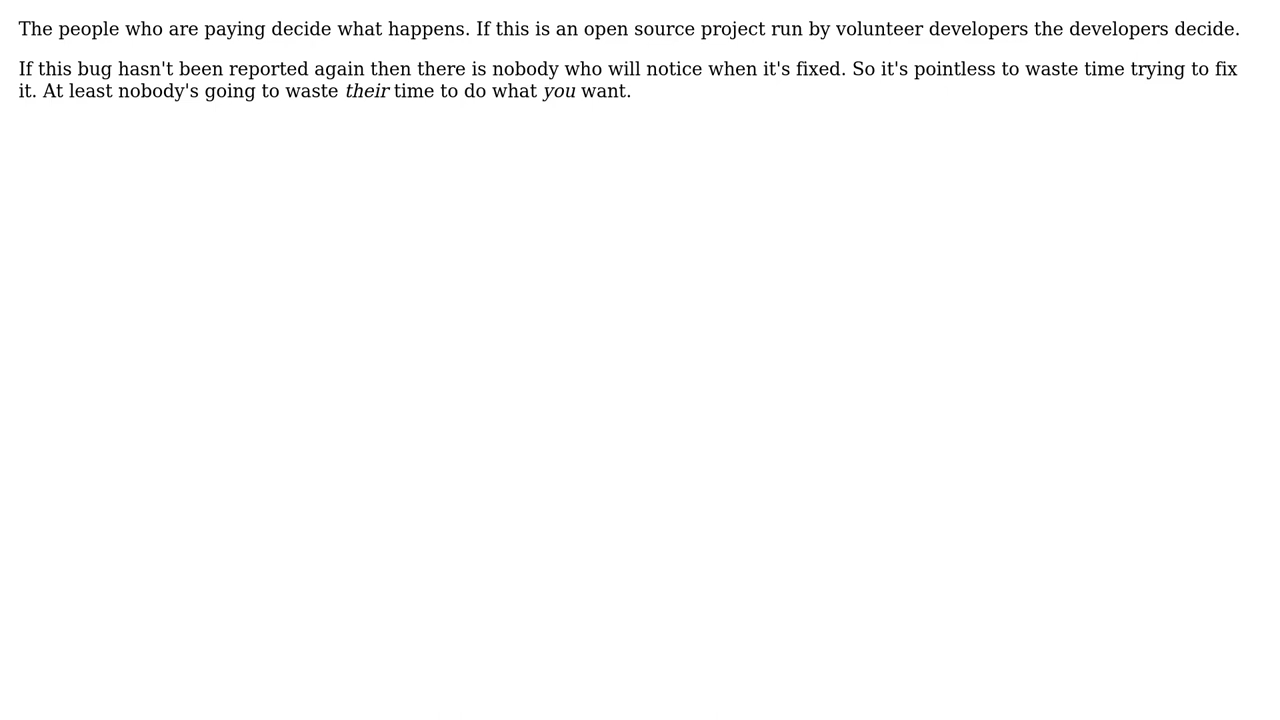 The people who are paying decide what happens. If this is an open source project run by volunteer developers the developers decide.
If this bug hasn't been reported again then there is nobody who will notice when it's fixed. So it's pointless to waste time trying to fix
it. At least nobody's going to waste their time to do what you want.